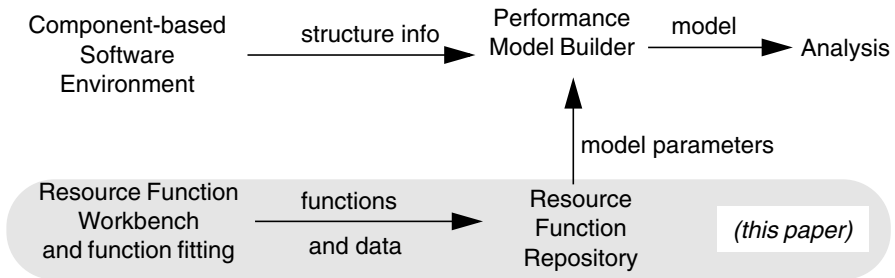 Component-based
Software
Environment
structure info
Performance
Model Builder
model
Analysis
model parameters
Resource Function
Workbench
and function fitting
functions
and data
Resource
Function
Repository
(this paper)